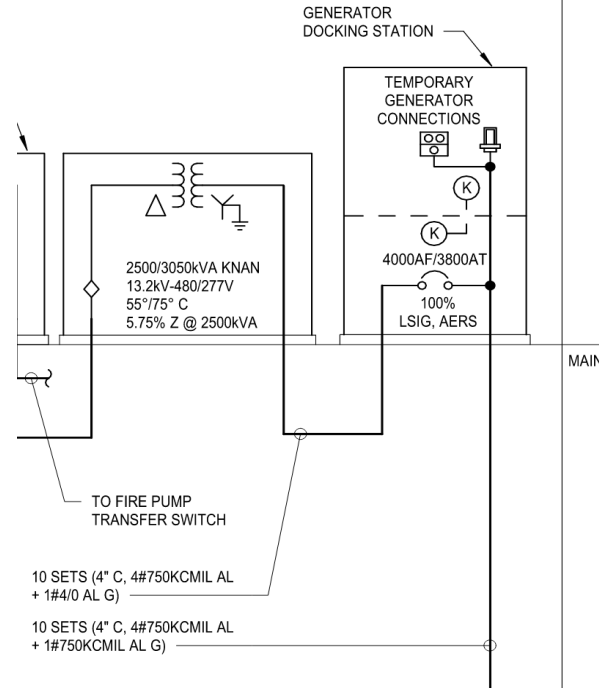 GENERATOR
DOCKING STATION
TEMPORARY
GENERATOR
CONNECTIONS
K
K
4000AF/3800AT
100%
LSIG, AERS
2500/3050kVA KNAN
13.2kV-480/277V
55°/75° C
5.75% Z @ 2500kVA
MAIN
TO FIRE PUMP
TRANSFER SWITCH
10 SETS (4" C, 4#750KCMIL AL
+ 1#4/0 AL G)
10 SETS (4" C, 4#750KCMIL AL
+ 1#750KCMIL AL G)